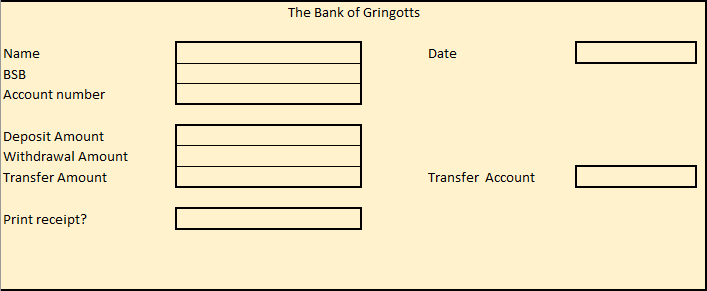 The Bank of Gringotts
Name Date
BSB
Account number
Deposit Amount
Withdrawal Amount
Transfer Amount Transfer Account
Print receipt?